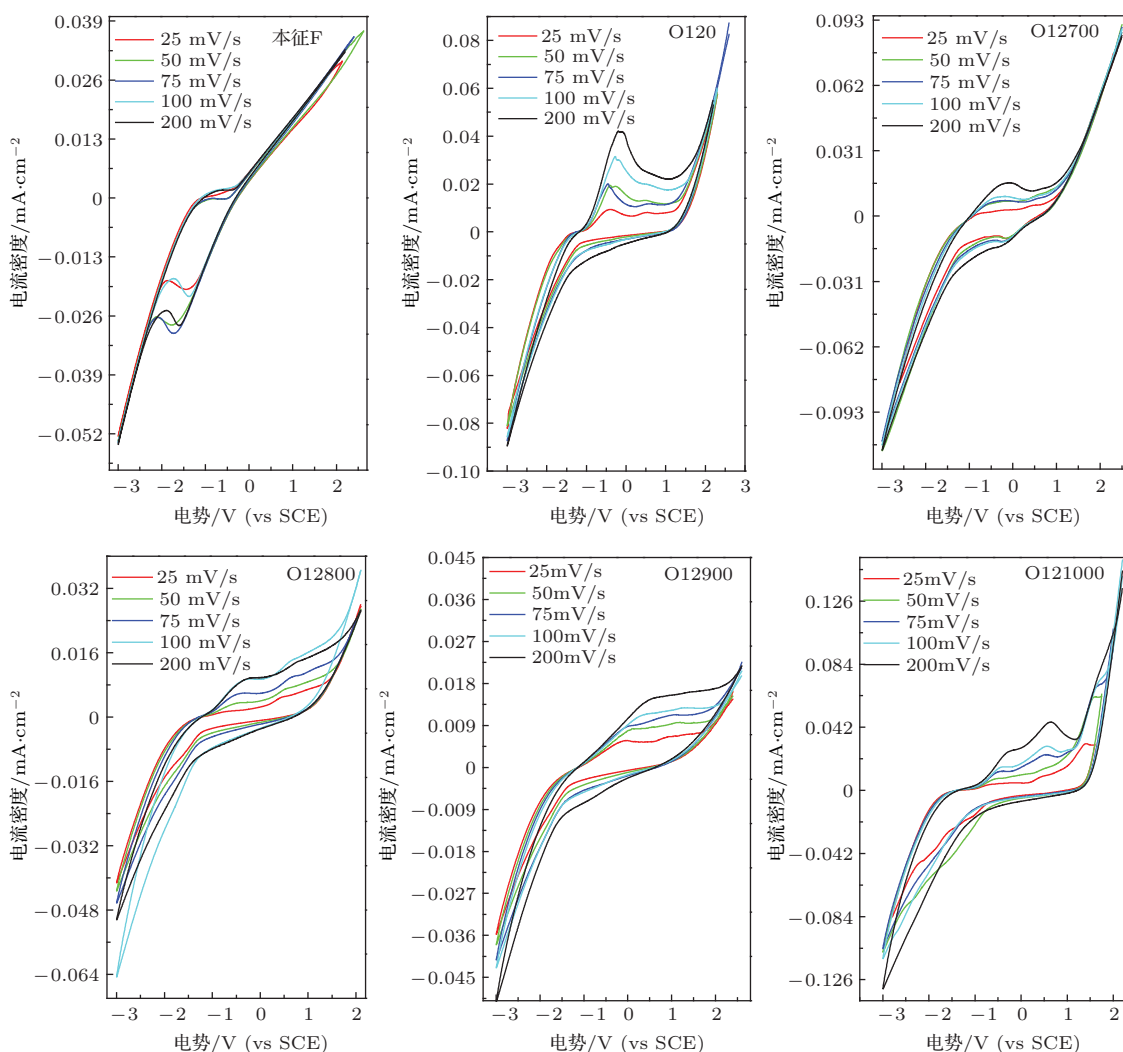 本征F
25 mV/s
50 mV/s
75 mV/s
100 mV/s
200 mV/s
0.039
0.026
0.013
0
−0.013
−0.026
−0.039
−0.052
电流密度/mA·cm−2
−3 −2 −1 0 1 2
电势/V (vs SCE)
O120
25 mV/s
50 mV/s
75 mV/s
100 mV/s
200 mV/s
0.08
0.06
0.04
0.02
0
−0.02
−0.04
−0.06
−0.08
−0.10
电流密度/mA·cm−2
−3 −2 −1 0 1 2 3
电势/V (vs SCE)
O12700
25 mV/s
50 mV/s
75 mV/s
100 mV/s
200 mV/s
0.093
0.062
0.031
0
−0.031
−0.062
−0.093
电流密度/mA·cm−2
−3 −2 −1 0 1 2
电势/V (vs SCE)
O12800
25 mV/s
50 mV/s
75 mV/s
100 mV/s
200 mV/s
0.032
0.016
0
−0.016
−0.032
−0.048
−0.064
电流密度/mA·cm−2
−3 −2 −1 0 1 2
电势/V (vs SCE)
O12900
25mV/s
50mV/s
75mV/s
100mV/s
200mV/s
0.045
0.036
0.027
0.018
0.009
0
−0.009
−0.018
−0.027
−0.036
−0.045
电流密度/mA·cm−2
−3 −2 −1 0 1 2
电势/V (vs SCE)
O121000
25mV/s
50mV/s
75mV/s
100mV/s
200mV/s
0.126
0.084
0.042
0
−0.042
−0.084
−0.126
电流密度/mA·cm−2
−3 −2 −1 0 1 2
电势/V (vs SCE)